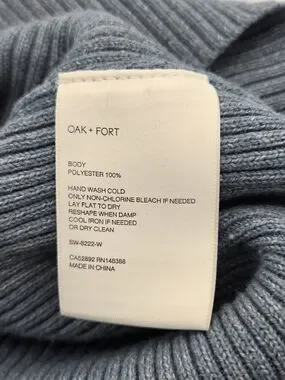 OAK + FORT
BODY
POLYESTER 100%
HAND WASH COLD
ONLY NON-CHLORINE BLEACH IF NEEDED
LAY FLAT TO DRY
RESHAPE WHEN DAMP
COOL IRON IF NEEDED
OR DRY CLEAN
SW-8222-W
CA52892 RN148388
MADE IN CHINA